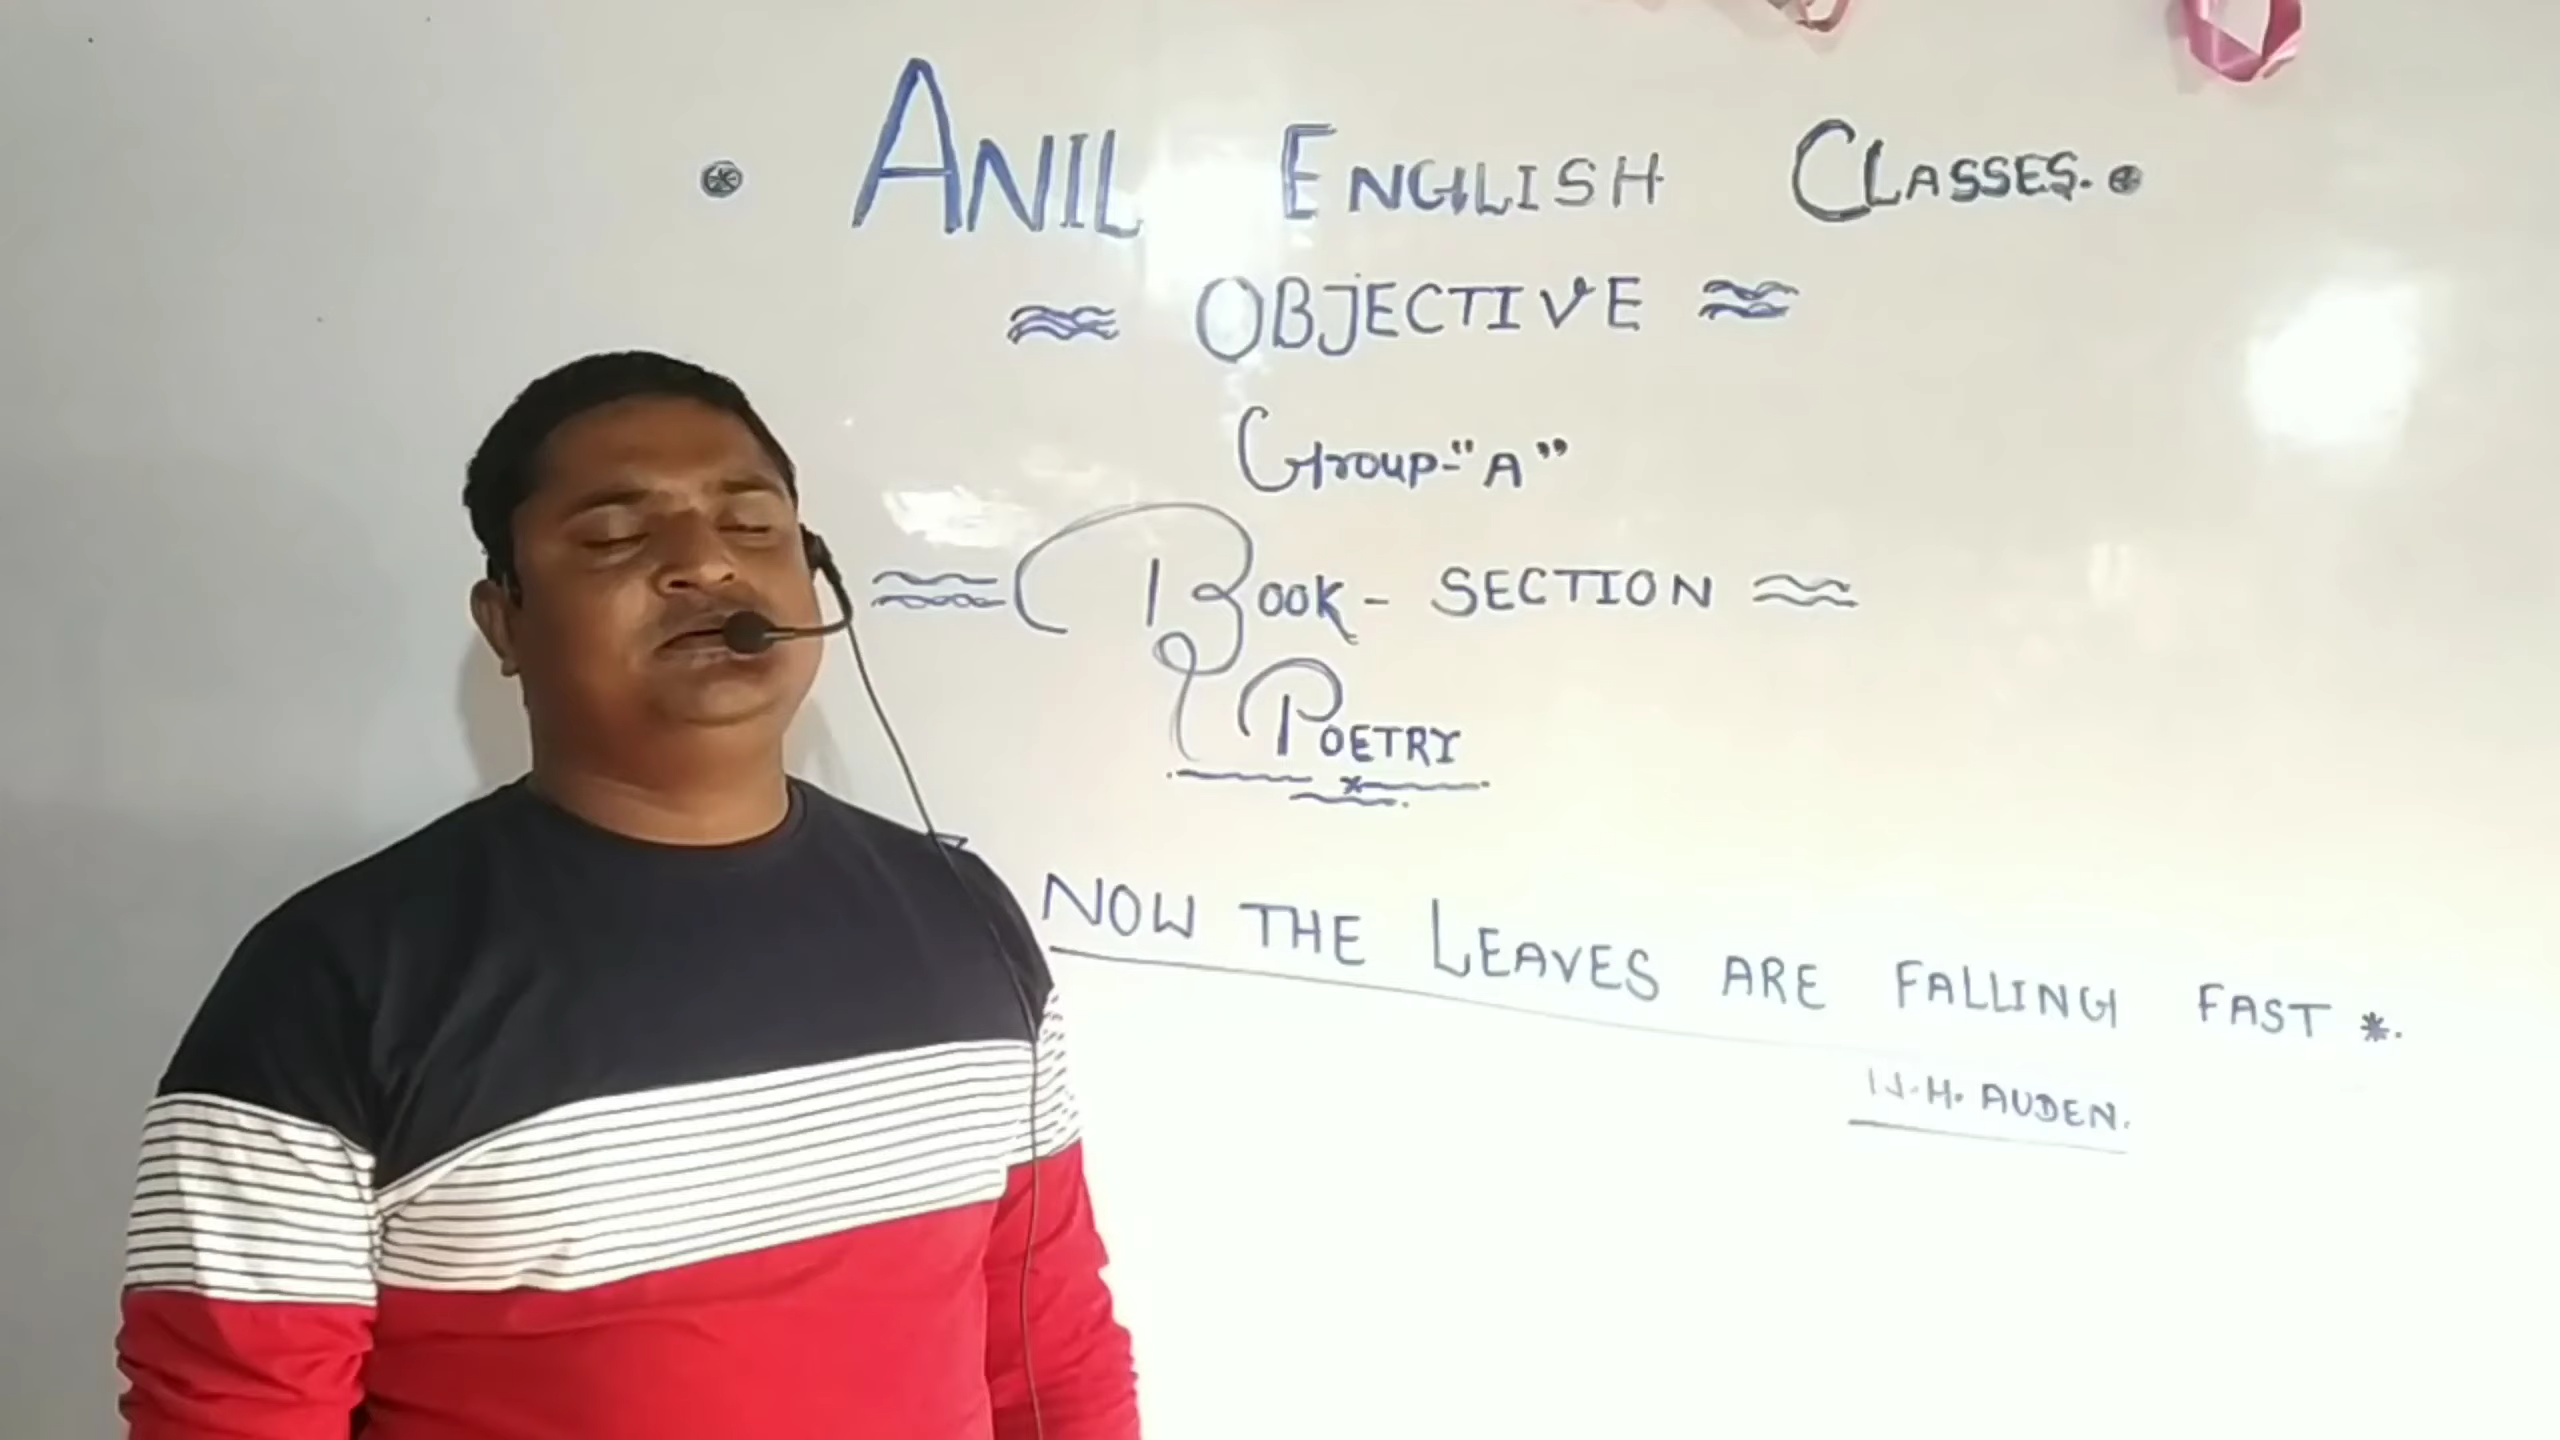 ANIL ENGLISH CLASSES.
OBJECTIVE
Group-"A"
BOOK - SECTION
POETRY
NOW THE LEAVES ARE FALLING FAST *.
W.H. AUDEN.